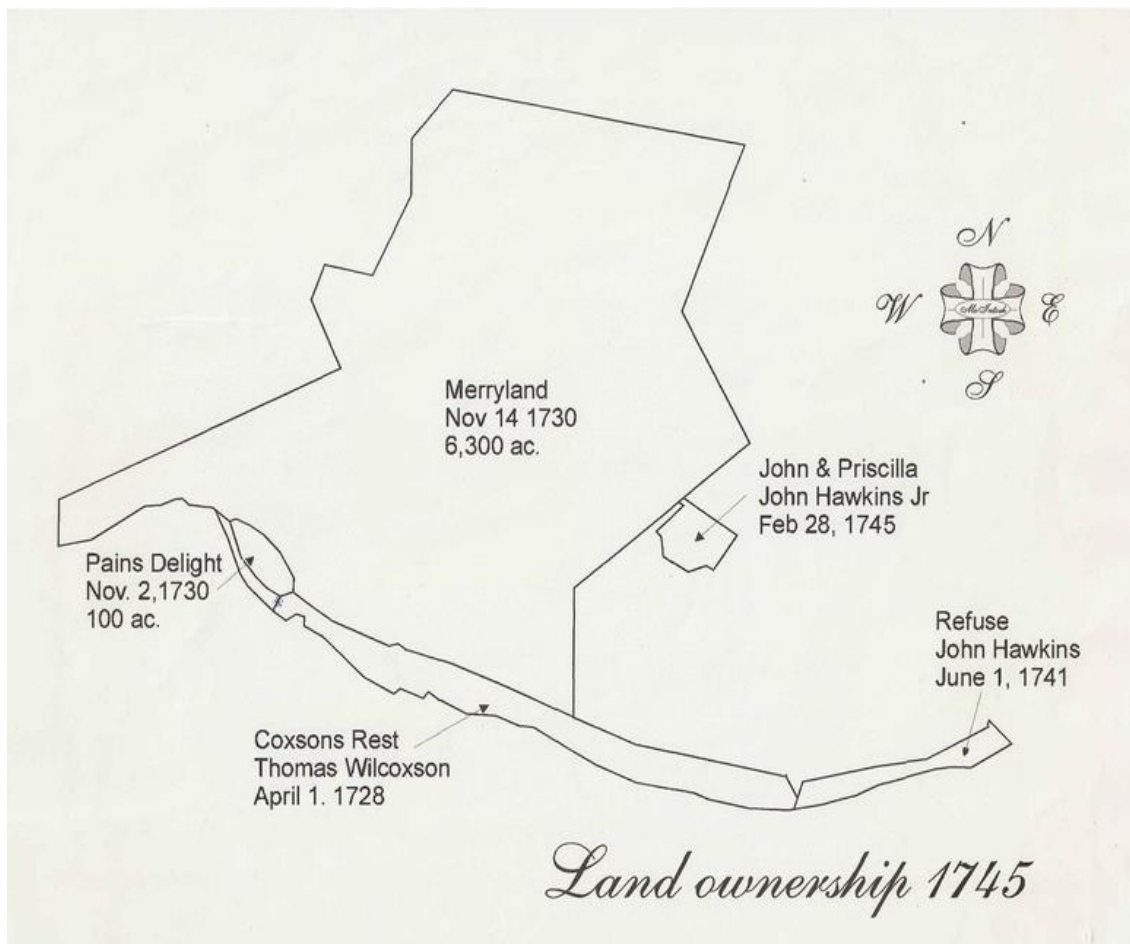 N
W
McIntosh
E
S
Merryland
Nov 14 1730
6,300 ac.
John & Priscilla
John Hawkins Jr
Feb 28, 1745
Pains Delight
Nov. 2,1730
100 ac.
Refuse
John Hawkins
June 1, 1741
Coxsons Rest
Thomas Wilcoxson
April 1. 1728
Land ownership 1745